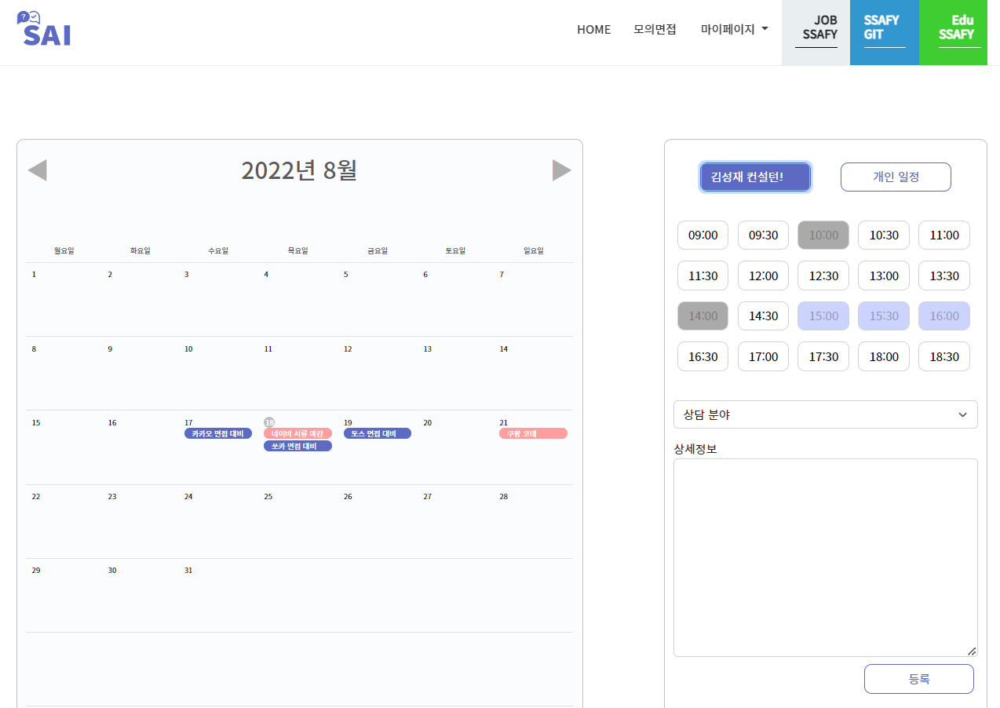 ?
SAI
HOME 모의면접 마이페이지
JOB
SSAFY
SSAFY
GIT
Edu
SSAFY
2022년 8월
월요일 화요일 수요일 목요일 금요일 토요일 일요일
1 2 3 4 5 6 7
8 9 10 11 12 13 14
15 16 17 18 19 20 21
카카오 면접 대비 네이버 서류 마감 토스 면접 대비 쿠팡 코테
쏘카 면접 대비
22 23 24 25 26 27 28
29 30 31
김성재 컨설턴! 개인 일정
09:00 09:30 10:00 10:30 11:00
11:30 12:00 12:30 13:00 13:30
14:00 14:30 15:00 15:30 16:00
16:30 17:00 17:30 18:00 18:30
상담 분야
상세정보
등록